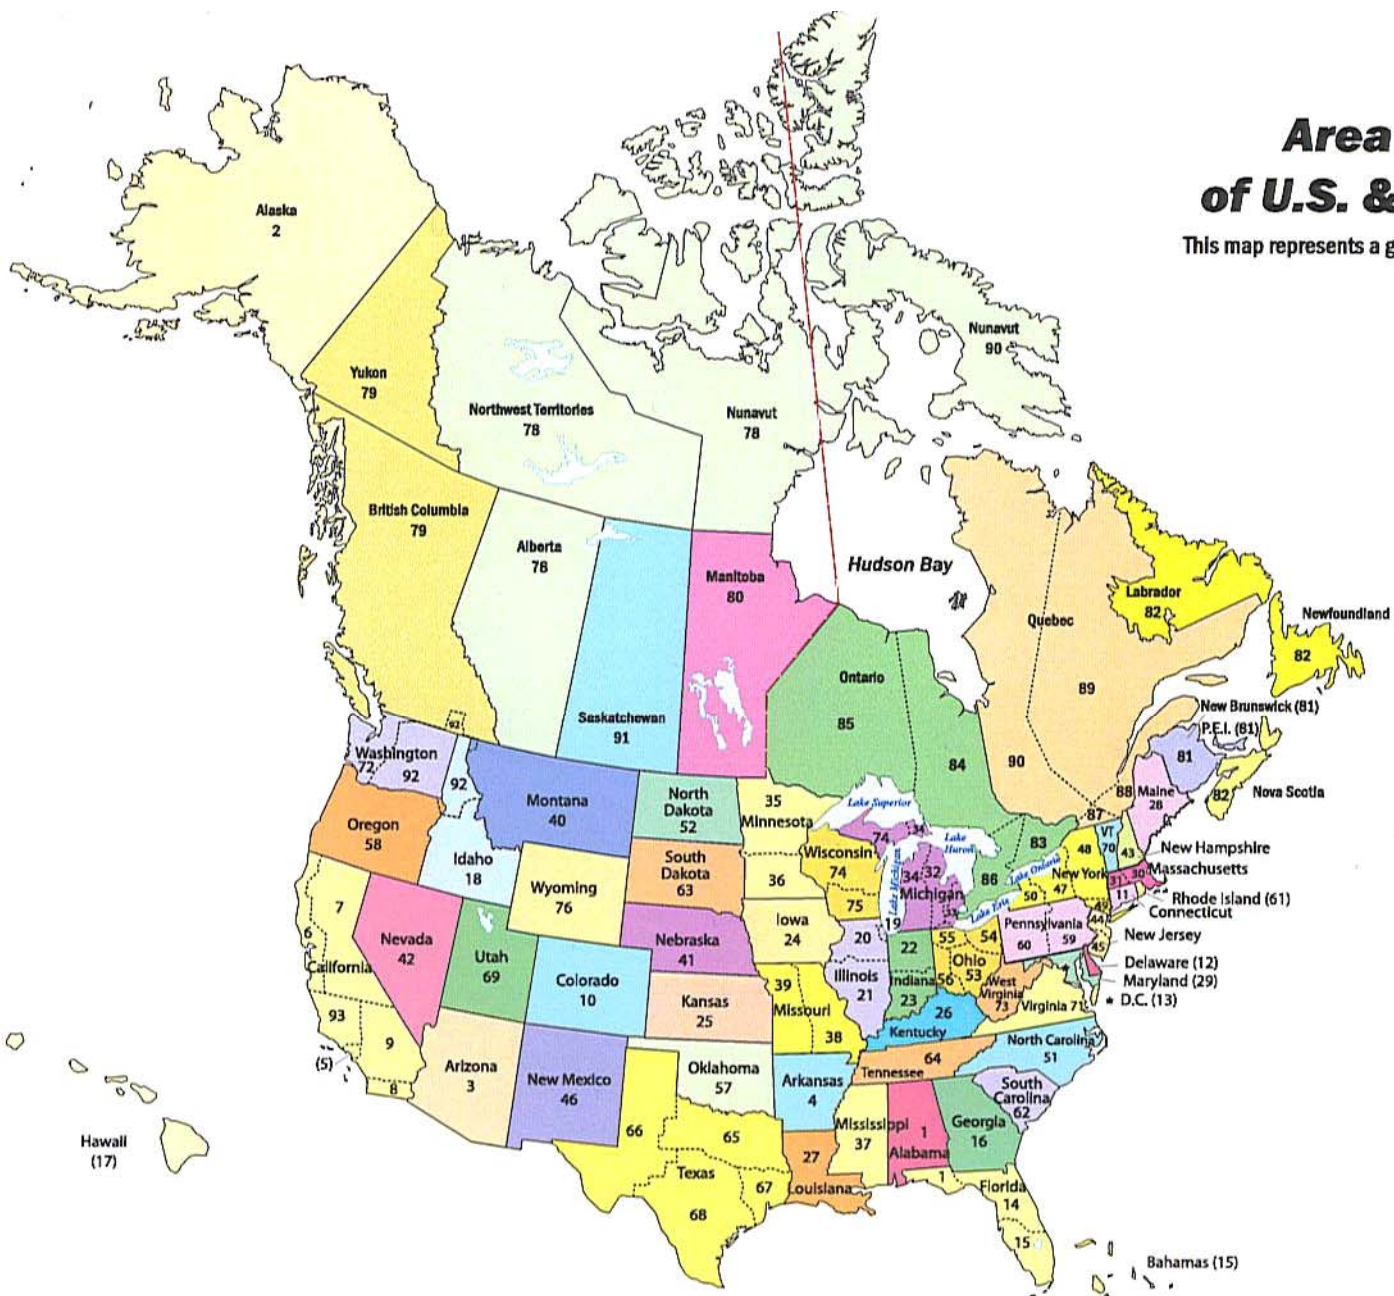 Area
of U.S. &
This map represents a g
Alaska
2
Yukon
79
Northwest Territories
78
Nunavut
78
Nunavut
90
British Columbia
79
Alberta
78
Saskatchewan
91
Manitoba
80
Hudson Bay
Ontario
85
84
Quebec
89
90
88
87
Labrador
82
Newfoundland
82
New Brunswick (81)
P.E.I. (81)
81
Nova Scotia
82
Maine
28
83
86
Lake Superior
Lake Michigan
Lake Huron
Lake Ontario
Lake Erie
92
Washington
72
92
92
Oregon
58
Idaho
18
Montana
40
North
Dakota
52
South
Dakota
63
35
Minnesota
36
Wisconsin
74
75
74
34
34
32
Michigan
33
19
Wyoming
76
Nebraska
41
Iowa
24
20
Illinois
21
22
Indiana
23
55
54
Ohio
53
56
Pennsylvania
60
59
48
New York
47
50
49
VT
70
43
New Hampshire
Massachusetts
31
30
11
Rhode Island (61)
Connecticut
44
45
New Jersey
Delaware (12)
Maryland (29)
* D.C. (13)
7
6
California
93
9
(5)
8
Nevada
42
Utah
69
Colorado
10
Kansas
25
39
Missouri
38
26
Kentucky
West
Virginia
73
Virginia 71
Arizona
3
New Mexico
46
Oklahoma
57
Arkansas
4
64
Tennessee
North Carolina
51
South
Carolina
62
66
65
Texas
67
68
27
Louisiana
Mississippi
37
1
Alabama
Georgia
16
1
Florida
14
15
Hawaii
(17)
Bahamas (15)